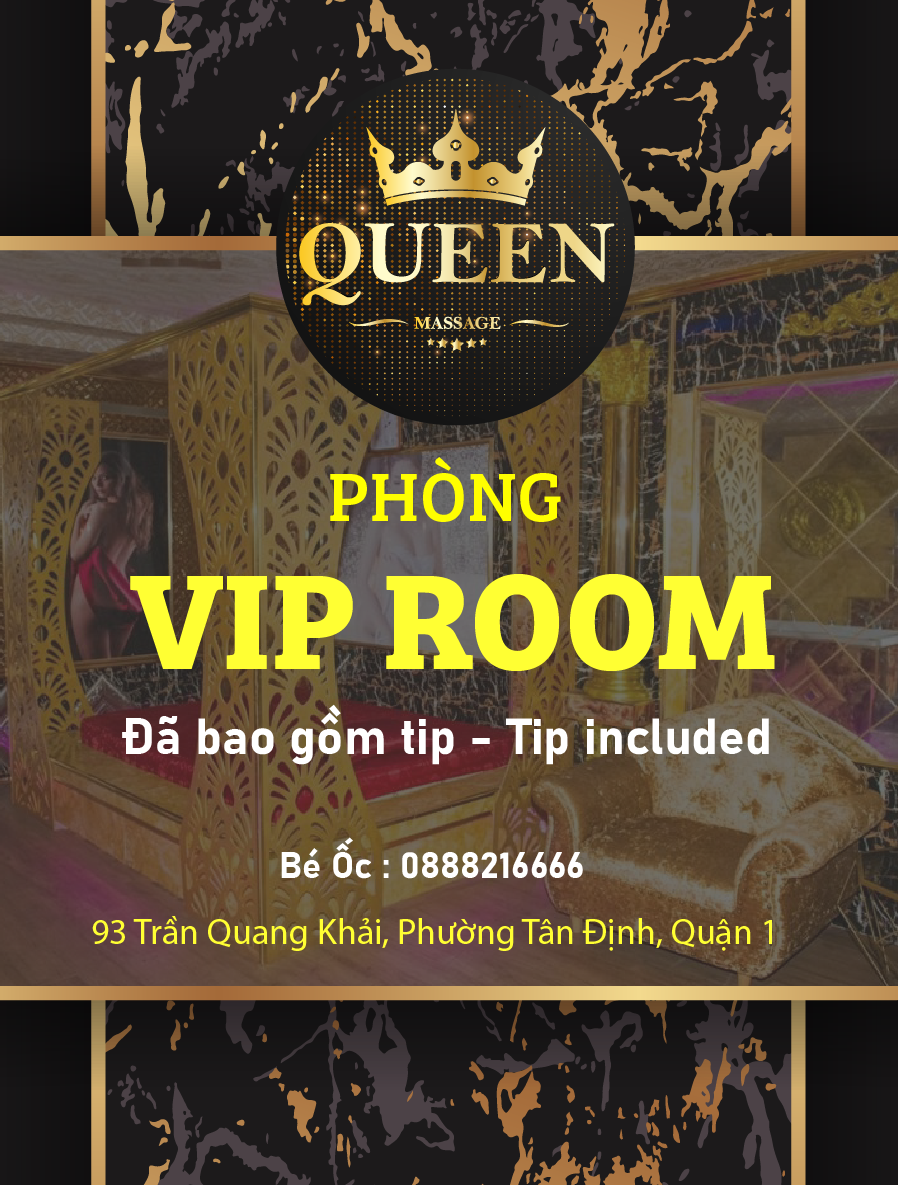 QUEEN
MASSAGE
PHÒNG
VIP ROOM
Đã bao gồm tip - Tip included
Bé Ốc : 0888216666
93 Trần Quang Khải, Phường Tân Định, Quận 1